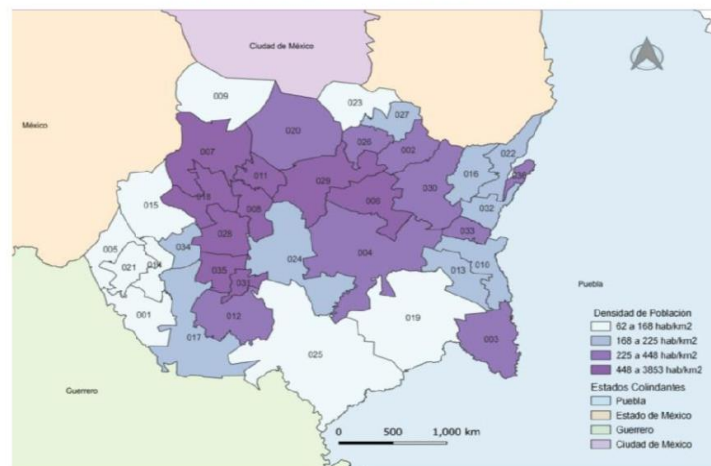 Ciudad de México
México
009
023
027
020
026
002
007
022
016
011
029
030
006
015
008
032
028
033
034
005
004
024
021
014
013
010
035
031
001
012
003
019
017
025
Puebla
Guerrero
Densidad de Población
62 a 168 hab/km2
168 a 225 hab/km2
225 a 448 hab/km2
448 a 3853 hab/km2
Estados Colindantes
Puebla
Estado de México
Guerrero
Ciudad de México
0 500 1,000 km